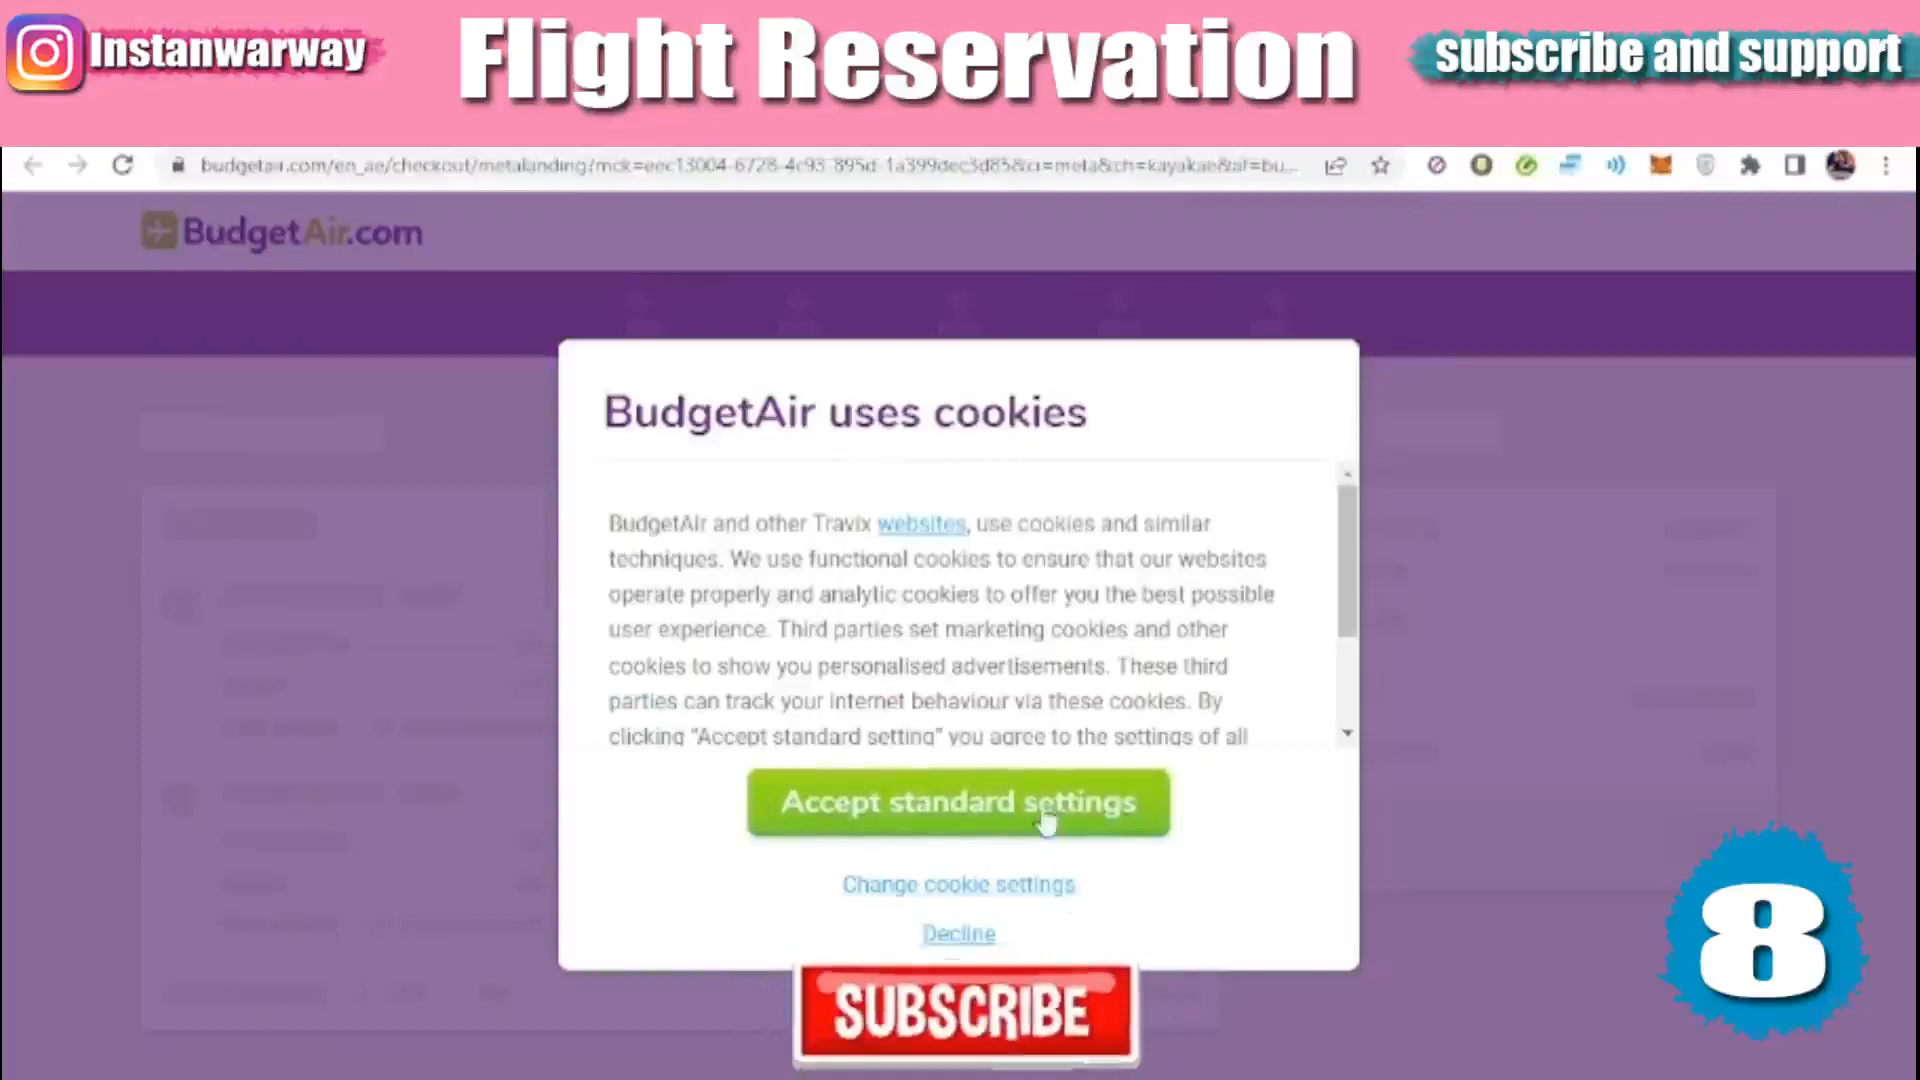 Instanwarway
Flight Reservation
subscribe and support
BudgetAir.com
BudgetAir uses cookies
BudgetAir and other Travix websites, use cookies and similar
techniques. We use functional cookies to ensure that our websites
operate properly and analytic cookies to offer you the best possible
user experience. Third parties set marketing cookies and other
cookies to show you personalised advertisements. These third
parties can track your internet behaviour via these cookies. By
clicking "Accept standard setting" you agree to the settings of all
Accept standard settings
Change cookie settings
Decline
SUBSCRIBE
8